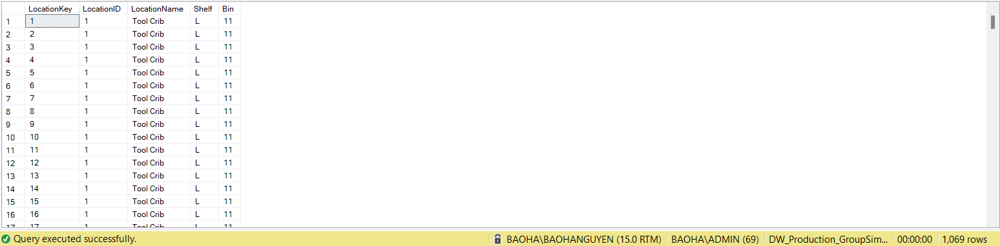 LocationKey LocationID LocationName Shelf Bin
1 1 1 Tool Crib L 11
2 2 1 Tool Crib L 11
3 3 1 Tool Crib L 11
4 4 1 Tool Crib L 11
5 5 1 Tool Crib L 11
6 6 1 Tool Crib L 11
7 7 1 Tool Crib L 11
8 8 1 Tool Crib L 11
9 9 1 Tool Crib L 11
10 10 1 Tool Crib L 11
11 11 1 Tool Crib L 11
12 12 1 Tool Crib L 11
13 13 1 Tool Crib L 11
14 14 1 Tool Crib L 11
15 15 1 Tool Crib L 11
16 16 1 Tool Crib L 11
17 17 1 Tool Crib L 11
Query executed successfully. BAOHA\BAOHANGUYEN (15.0 RTM) BAOHA\ADMIN (69) DW_Production_GroupSim... 00:00:00 1,069 rows